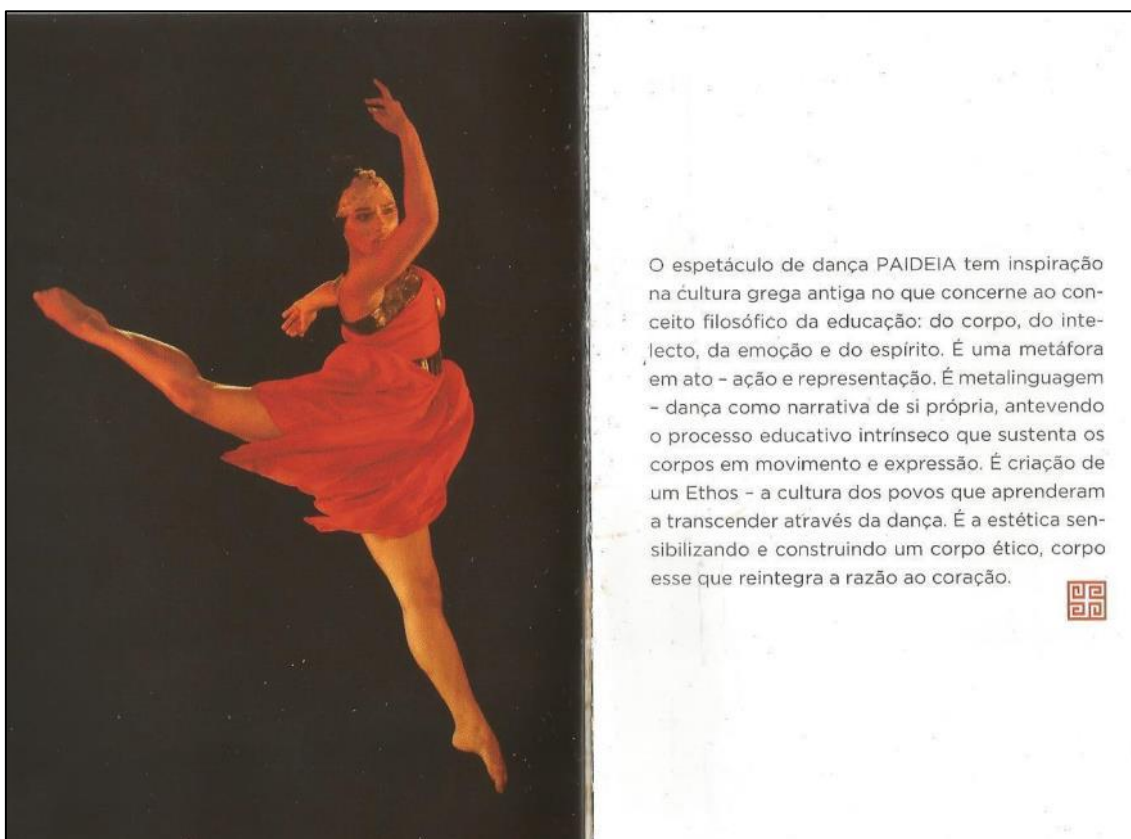 O espetáculo de dança PAIDEIA tem inspiração
na cultura grega antiga no que concerne ao con-
ceito filosófico da educação: do corpo, do inte-
lecto, da emoção e do espírito. É uma metáfora
em ato – ação e representação. É metalinguagem
– dança como narrativa de si própria, antevendo
o processo educativo intrínseco que sustenta os
corpos em movimento e expressão. É criação de
um Ethos – a cultura dos povos que aprenderam
a transcender através da dança. É a estética sen-
sibilizando e construindo um corpo ético, corpo
esse que reintegra a razão ao coração.